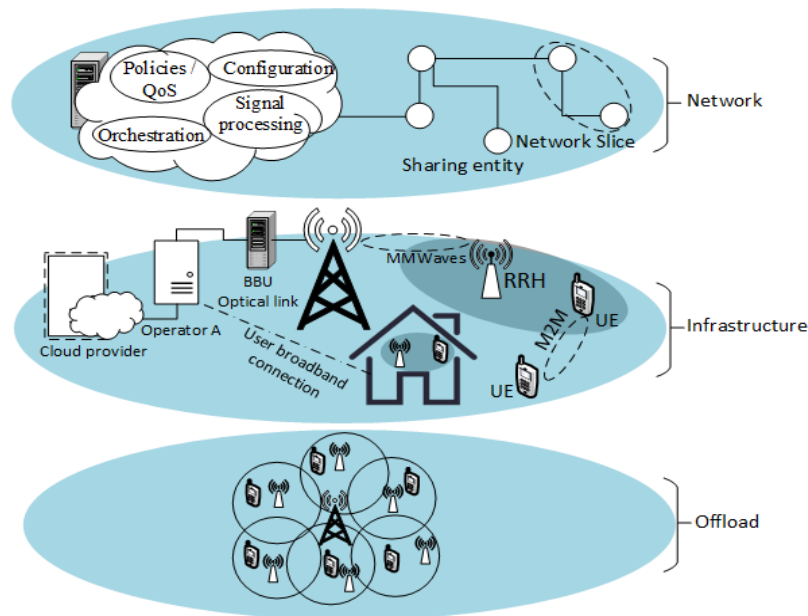 Policies /
QoS
Configuration
Signal
processing
Orchestration
Sharing entity
Network Slice
Network
MMWaves
BBU
Optical link
RRH
UE
Operator A
Cloud provider
User broadband
connection
M2M
UE
Infrastructure
Offload